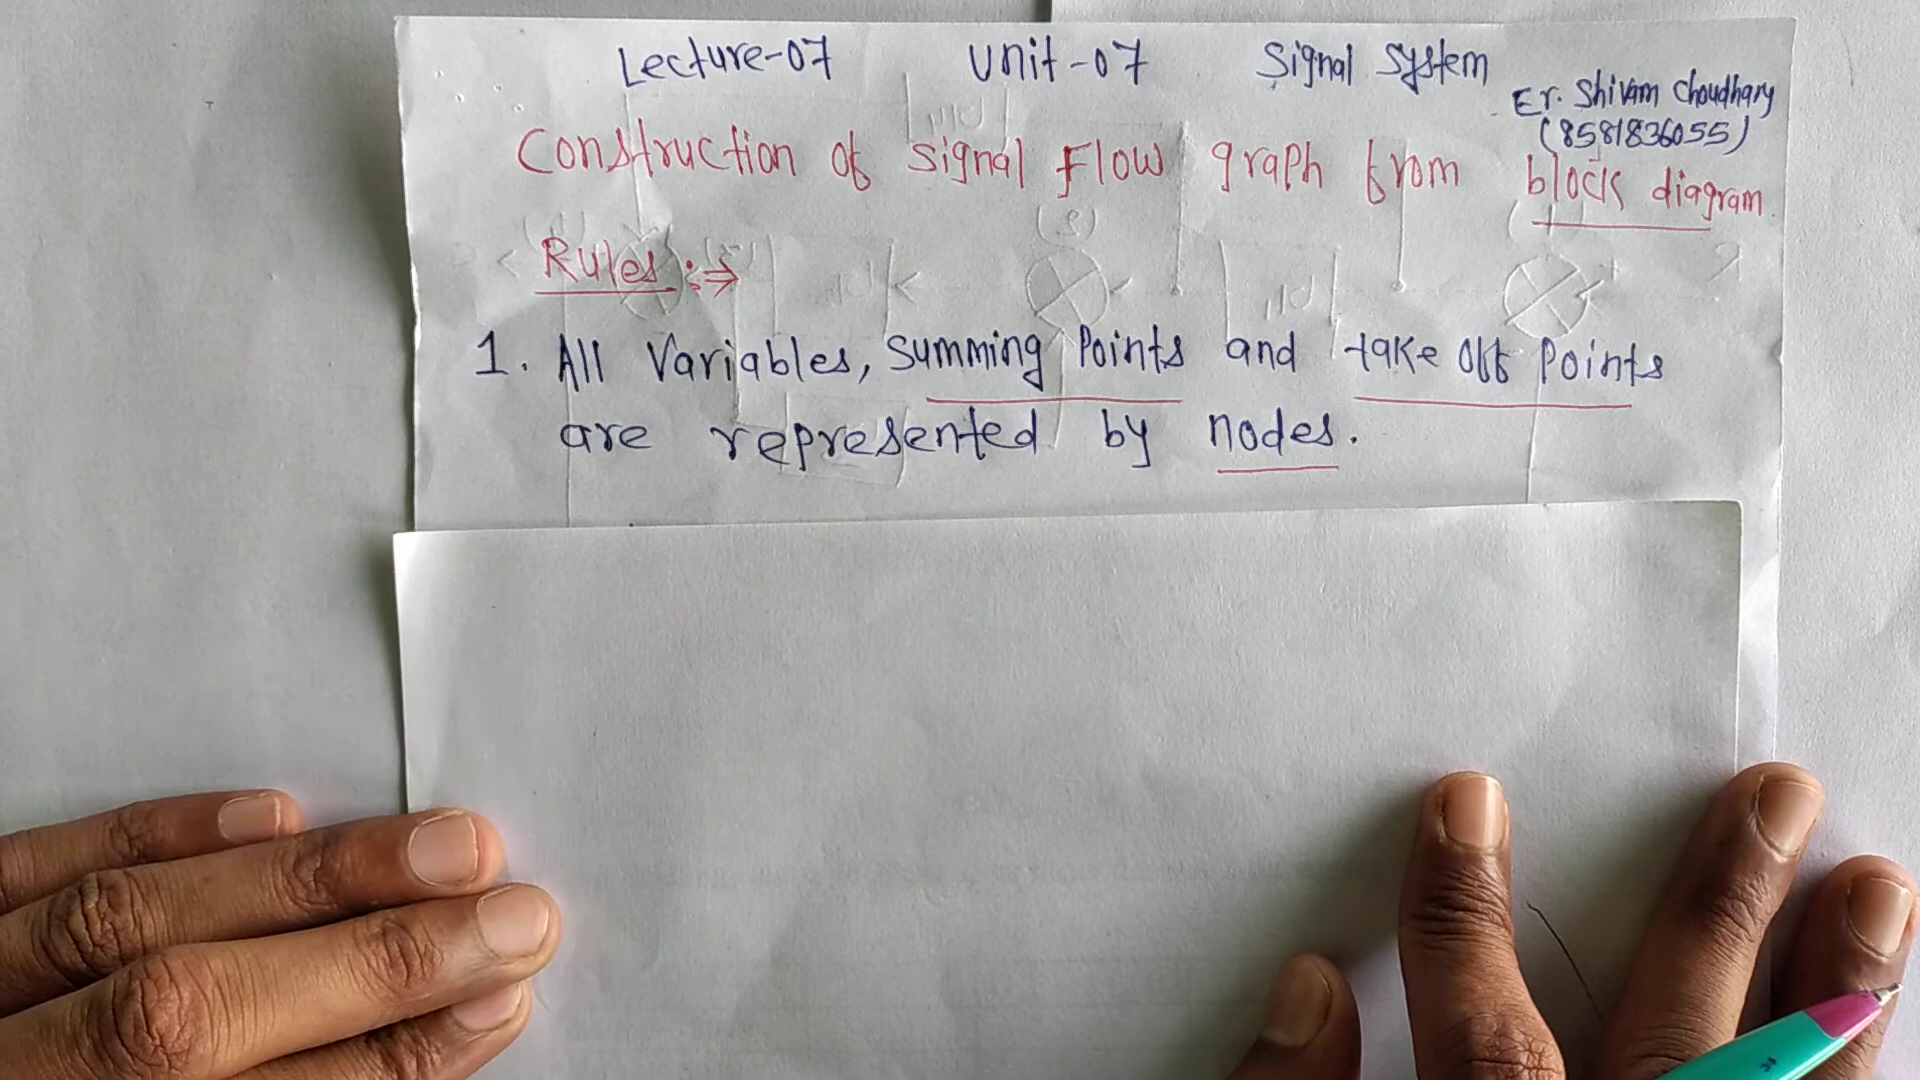 Lecture-07 Unit-07 Signal System
Er. Shivam Choudhary
(8581836055)
Construction of signal Flow graph from block diagram
Rules :⇒
1. All Variables, Summing Points and take off Points
are represented by nodes.